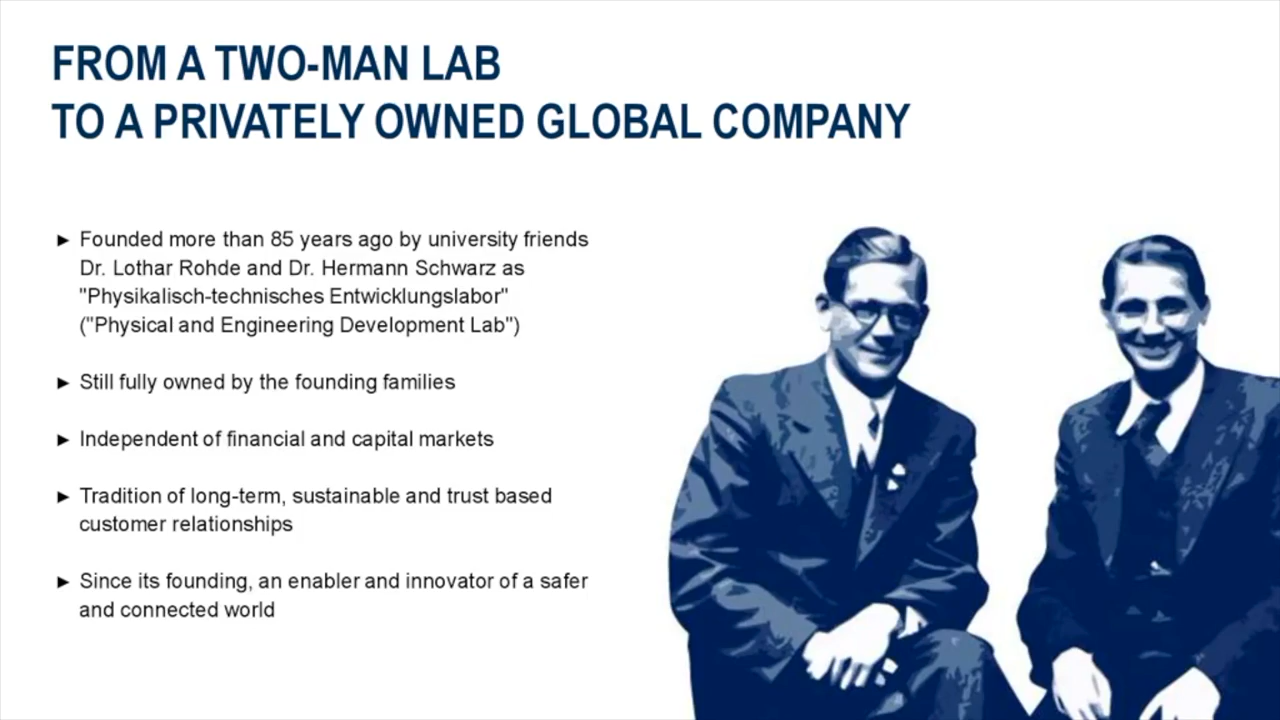 FROM A TWO-MAN LAB
TO A PRIVATELY OWNED GLOBAL COMPANY
► Founded more than 85 years ago by university friends
Dr. Lothar Rohde and Dr. Hermann Schwarz as
"Physikalisch-technisches Entwicklungslabor"
("Physical and Engineering Development Lab")
► Still fully owned by the founding families
► Independent of financial and capital markets
► Tradition of long-term, sustainable and trust based
customer relationships
► Since its founding, an enabler and innovator of a safer
and connected world